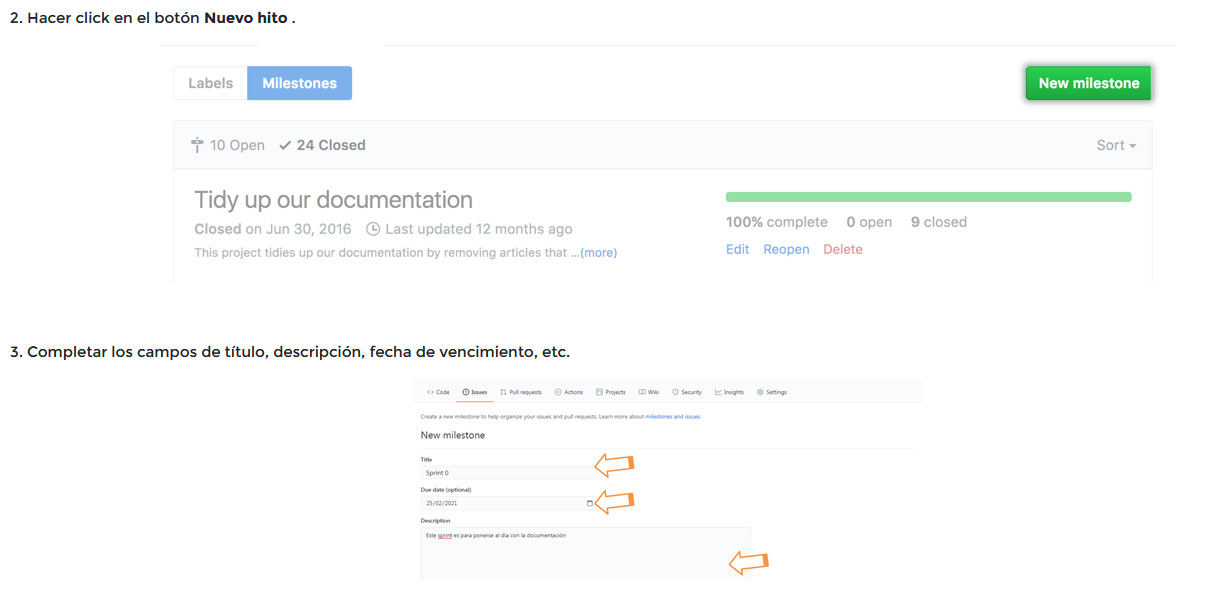 2. Hacer click en el botón Nuevo hito .
Labels Milestones New milestone
10 Open 24 Closed Sort
Tidy up our documentation
100% complete 0 open 9 closed
Closed on Jun 30, 2016 Last updated 12 months ago
This project tidies up our documentation by removing articles that ...(more)
Edit Reopen Delete
3. Completar los campos de título, descripción, fecha de vencimiento, etc.
Code Issues Pull requests Actions Projects Wiki Security Insights Settings
Create a new milestone to help organize your issues and pull requests. Learn more about milestones and issues.
New milestone
Title
Sprint 0
Due date (optional)
25/02/2021
Description
Este sprint es para ponerse al día con la documentación